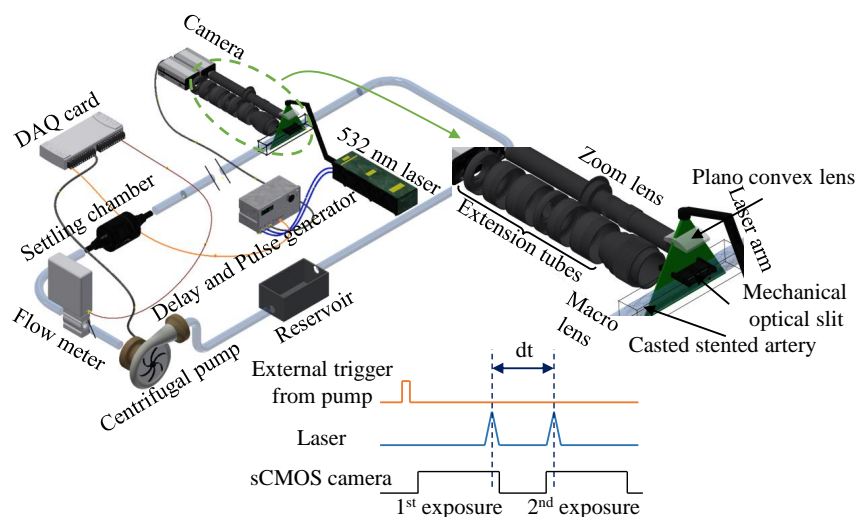 Camera
DAQ card
532 nm laser
Settling chamber
Delay and Pulse generator
Flow meter
Centrifugal pump
Reservoir
Zoom lens
Plano convex lens
Laser arm
Extension tubes
Macro
lens
Mechanical
optical slit
Casted stented artery
dt
External trigger
from pump
Laser
sCMOS camera
1st exposure
2nd exposure